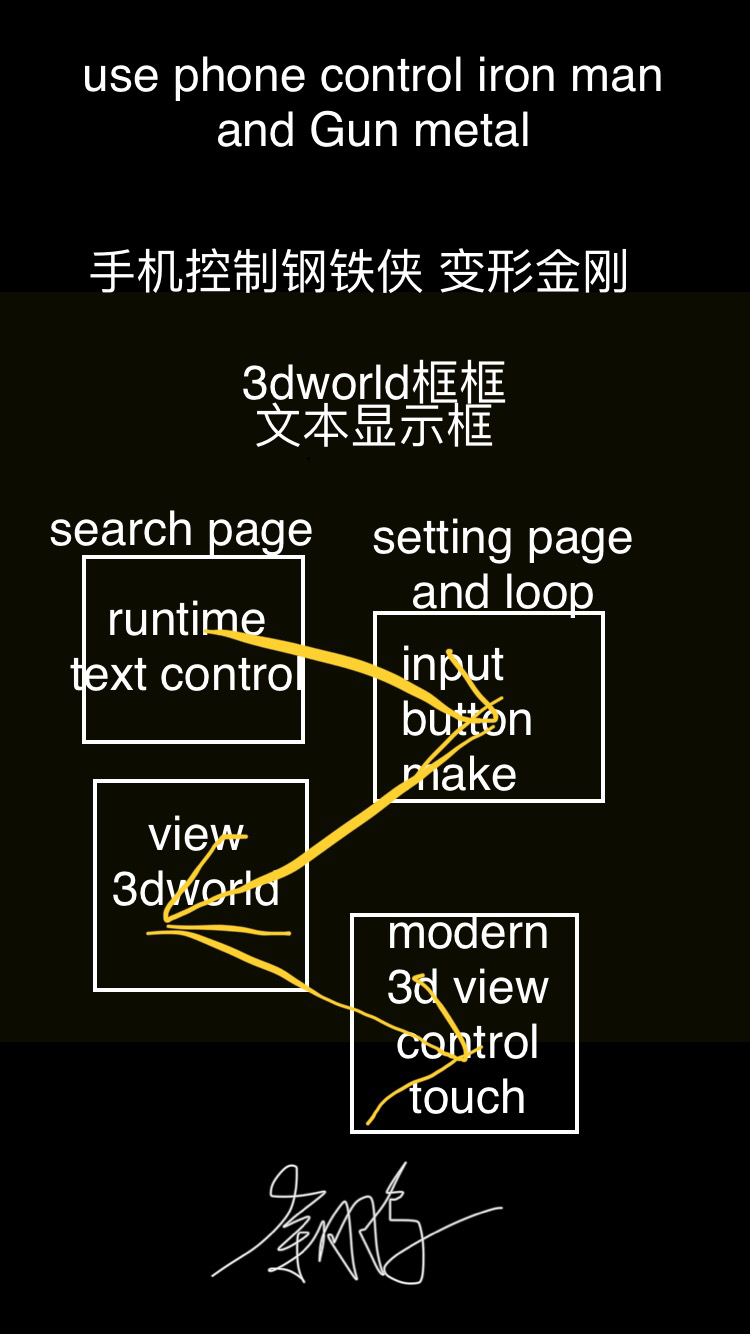 use phone control iron man
and Gun metal
手机控制钢铁侠 变形金刚
3dworld框框
文本显示框
search page
runtime
text control
setting page
and loop
input
button
make
view
3dworld
modern
3d view
control
touch